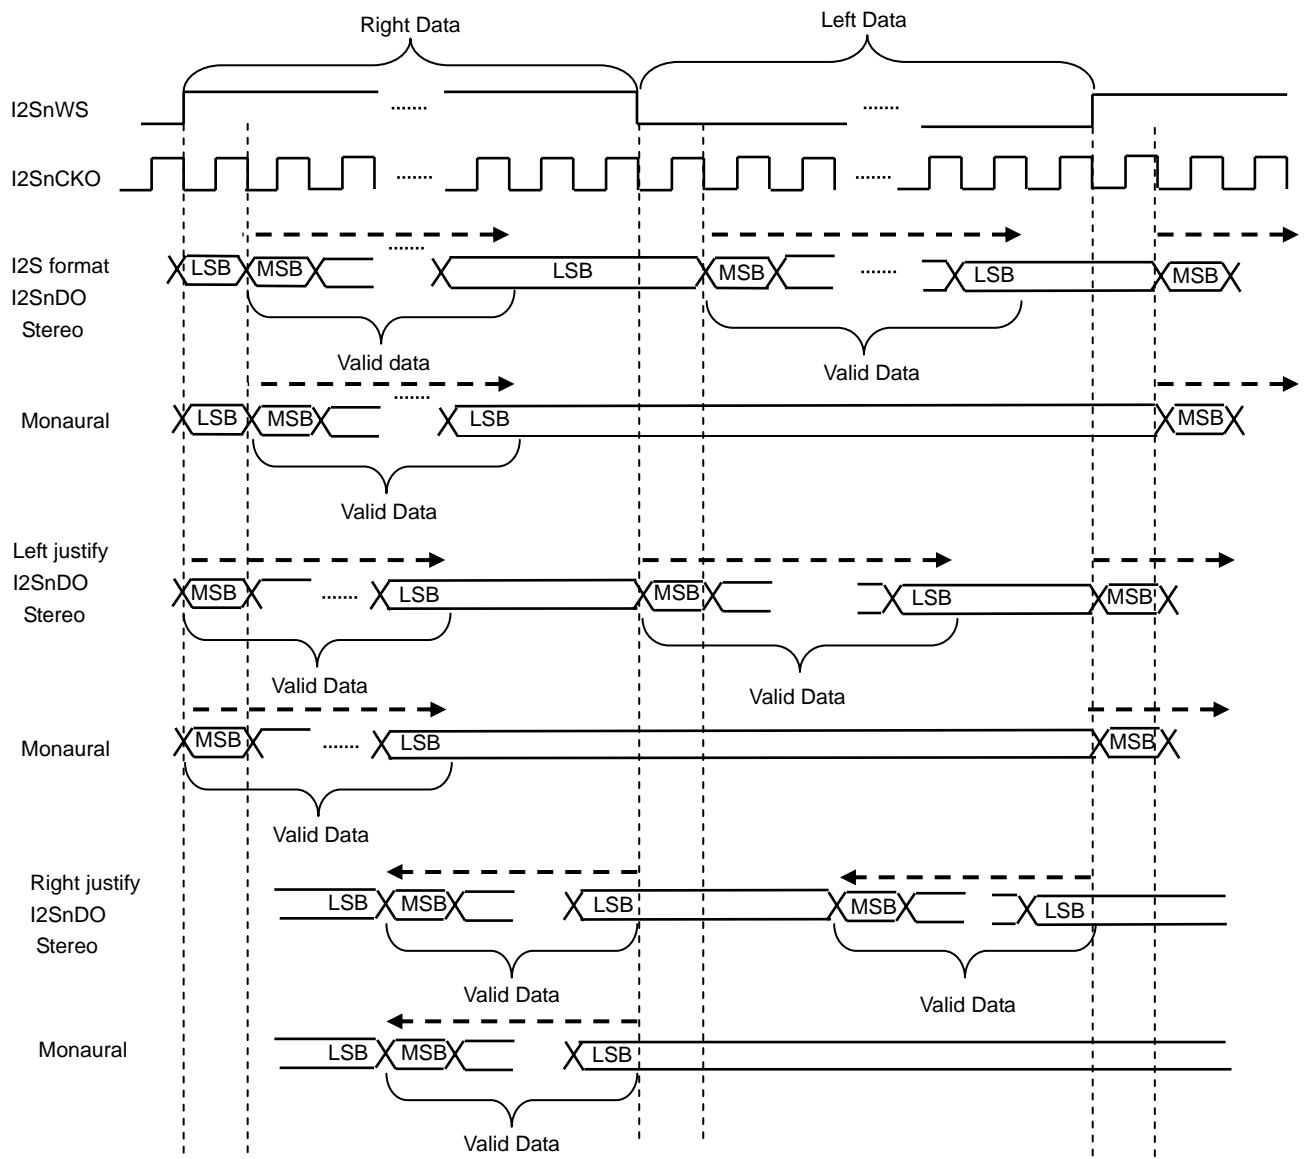 Right Data
Left Data
I2SnWS
........
........
I2SnCKO
........
........
........
I2S format
LSB
MSB
LSB
MSB
........
LSB
MSB
I2SnDO
Stereo
Valid data
Valid Data
........
Monaural
LSB
MSB
LSB
MSB
Valid Data
Left justify
I2SnDO
MSB
........
LSB
MSB
LSB
MSB
Stereo
Valid Data
Valid Data
Monaural
MSB
........
LSB
MSB
Valid Data
Right justify
LSB
MSB
LSB
MSB
LSB
I2SnDO
Stereo
Valid Data
Valid Data
Monaural
LSB
MSB
LSB
Valid Data